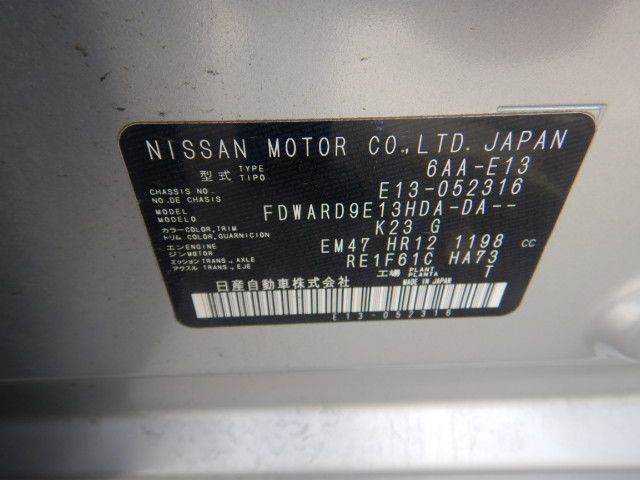 NISSAN MOTOR CO.,LTD. JAPAN
型式 TYPE TIPO 6AA-E13
CHASSIS NO. NO.DE CHASIS E13-052316
MODEL MODELO FDWARD9E13HDA-DA--
カラー COLOR,TRIM トリム COLOR,GUARNICION K23 G
エンジン ENGINE MOTOR EM47 HR12 1198 CC
ミッション TRANS., AXLE アクスル TRANS., EJE RE1F61C HA73
工場 PLANT PLANTA T
日産自動車株式会社 MADE IN JAPAN
E13-052316